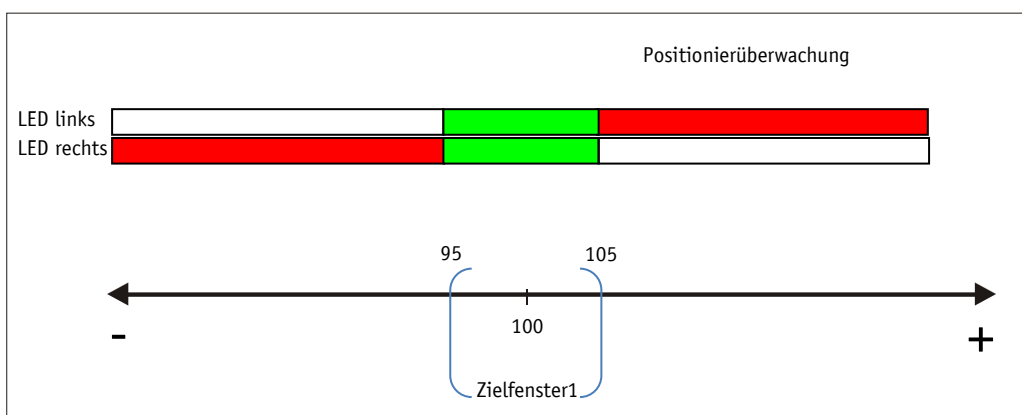 Positionierüberwachung
LED links
LED rechts
95 105
100
- +
Zielfenster1